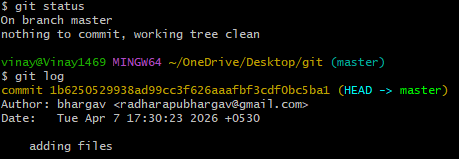 $ git status
On branch master
nothing to commit, working tree clean
vinay@Vinay1469 MINGW64 ~/OneDrive/Desktop/git (master)
$ git log
commit 1b6250529938ad99cc3f626aaafbf3cdf0bc5ba1 (HEAD -> master)
Author: bhargav <radharapubhargav@gmail.com>
Date:   Tue Apr 7 17:30:23 2026 +0530
    adding files